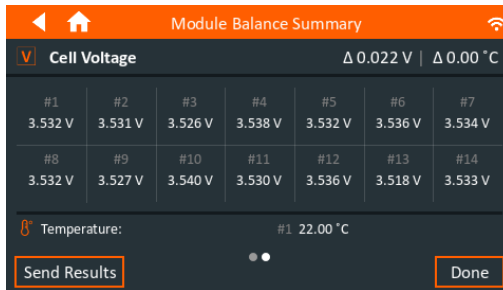 Module Balance Summary
V Cell Voltage Δ 0.022 V | Δ 0.00 °C
#1 #2 #3 #4 #5 #6 #7
3.532 V 3.531 V 3.526 V 3.538 V 3.532 V 3.536 V 3.534 V
#8 #9 #10 #11 #12 #13 #14
3.532 V 3.527 V 3.540 V 3.530 V 3.536 V 3.518 V 3.533 V
Temperature: #1 22.00 °C
Send Results Done